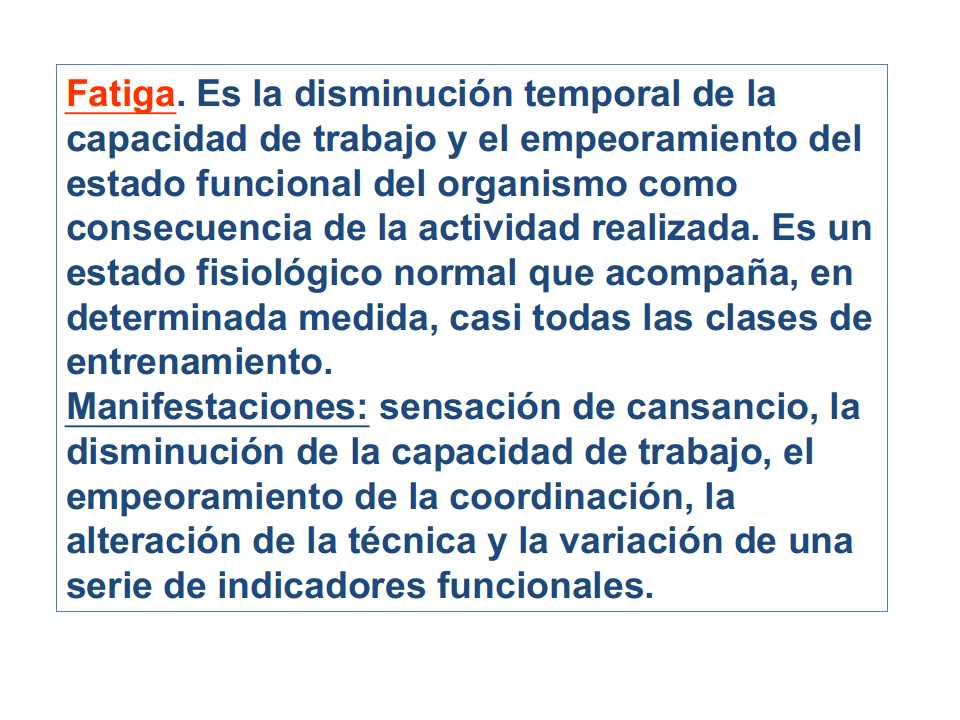 Fatiga. Es la disminución temporal de la
capacidad de trabajo y el empeoramiento del
estado funcional del organismo como
consecuencia de la actividad realizada. Es un
estado fisiológico normal que acompaña, en
determinada medida, casi todas las clases de
entrenamiento.
Manifestaciones: sensación de cansancio, la
disminución de la capacidad de trabajo, el
empeoramiento de la coordinación, la
alteración de la técnica y la variación de una
serie de indicadores funcionales.